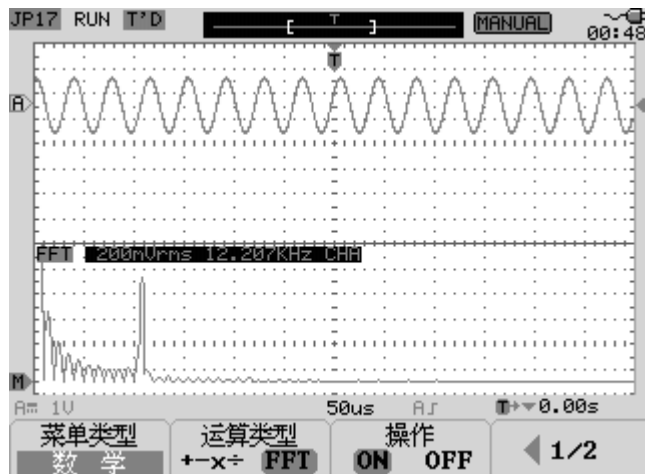 JP17 RUN T'D T MANUAL 00:48
T
A
FFT 200mVrms 12.207KHz CHA
M
A 1V 50us A T 0.00s
菜单类型 运算类型 操作
数 学 +-×÷ FFT ON OFF 1/2